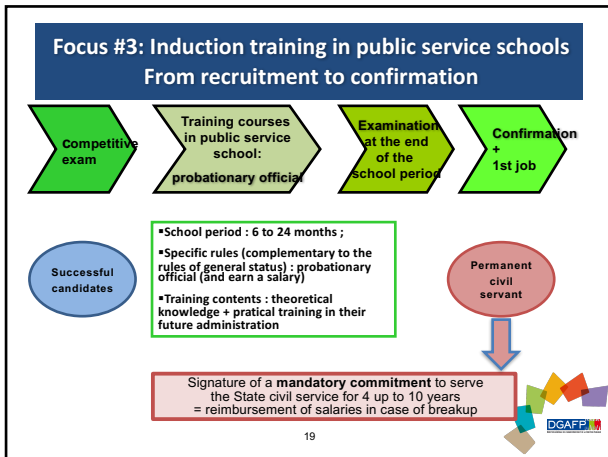 Focus #3: Induction training in public service schools
From recruitment to confirmation
Competitive
exam
Training courses
in public service
school:
probationary official
Examination
at the end
of the
school period
Confirmation
+
1st job
Successful
candidates
▪School period : 6 to 24 months ;
▪Specific rules (complementary to the
rules of general status) : probationary
official (and earn a salary)
▪Training contents : theoretical
knowledge + pratical training in their
future administration
Permanent
civil
servant
Signature of a mandatory commitment to serve
the State civil service for 4 up to 10 years
= reimbursement of salaries in case of breakup
DGAFP
19